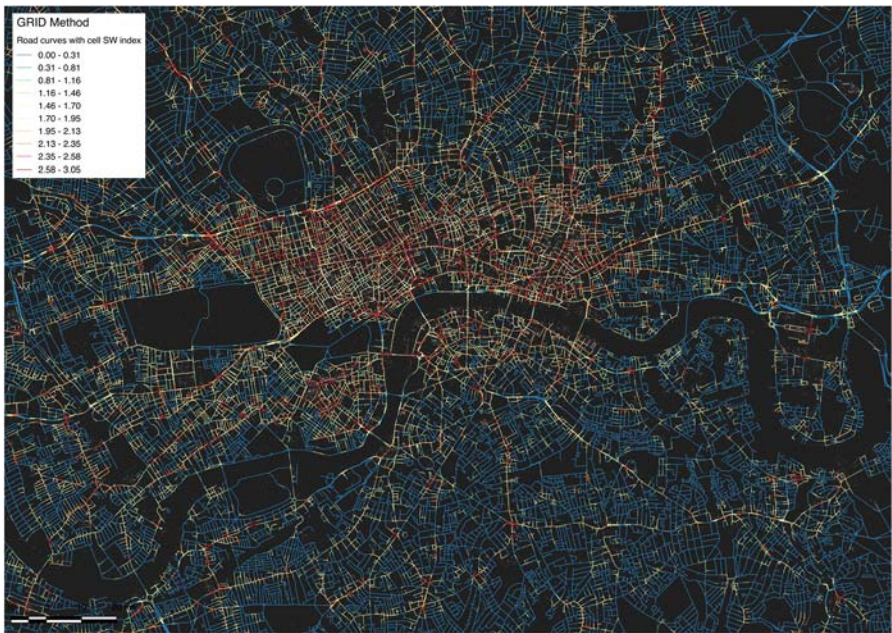 GRID Method
Road curves with cell SW index
0.00 - 0.31
0.31 - 0.81
0.81 - 1.16
1.16 - 1.46
1.46 - 1.70
1.70 - 1.95
1.95 - 2.13
2.13 - 2.35
2.35 - 2.58
2.58 - 3.05